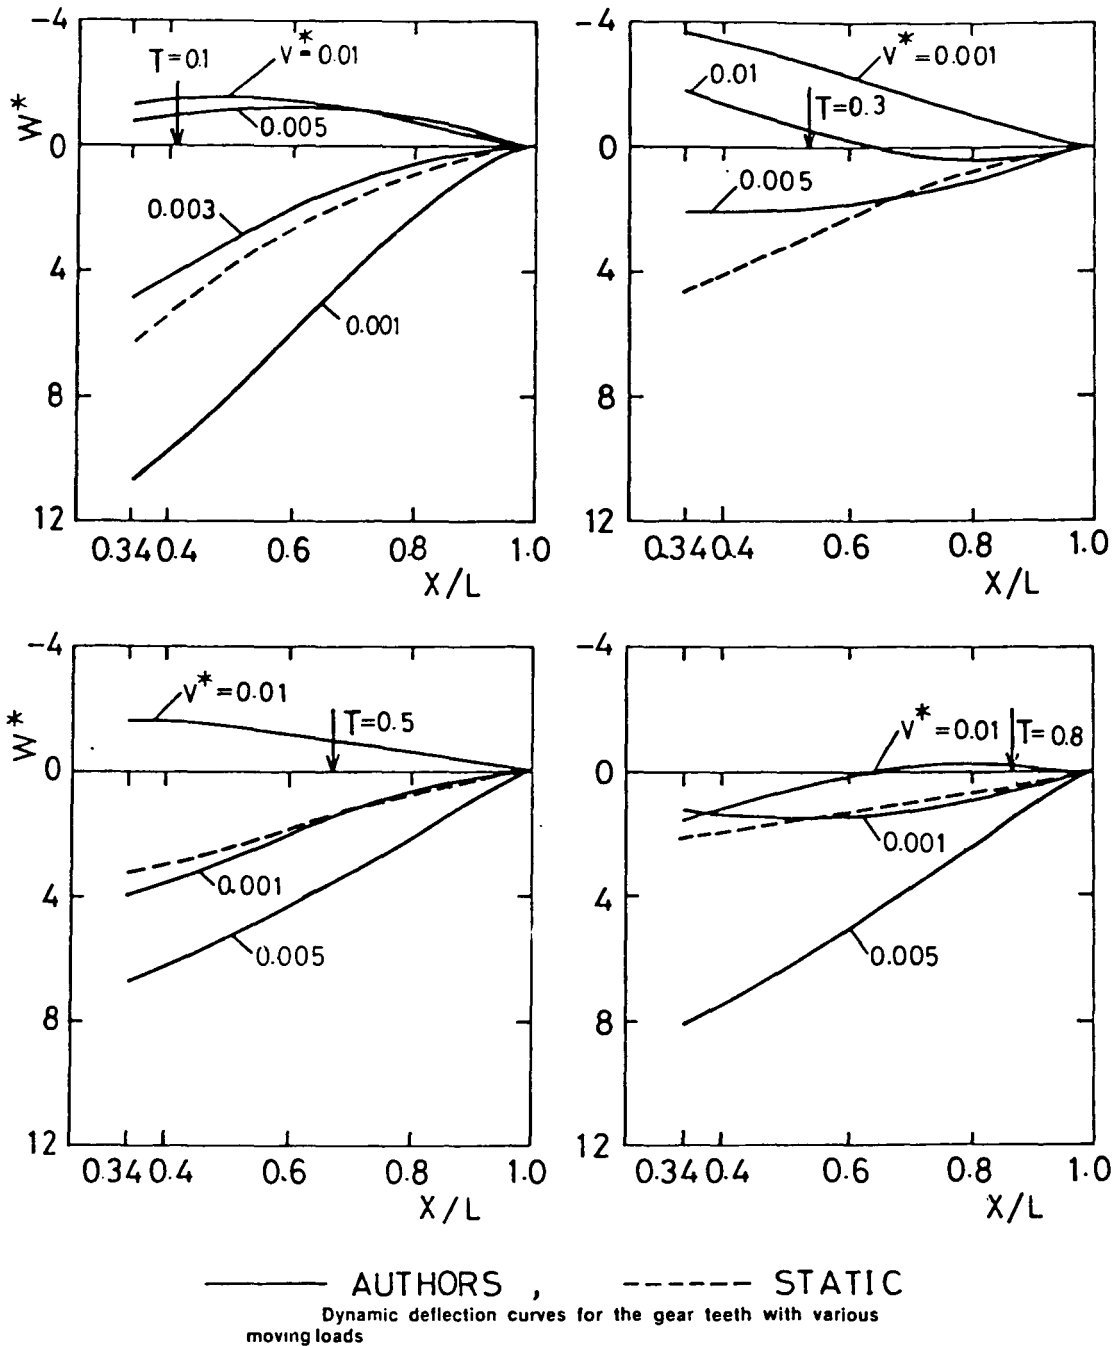 -4
T=0.1
v*=0.01
W*
0.005
0
0.003
4
0.001
8
12
0.34 0.4 0.6 0.8 1.0
X/L
-4
v*=0.001
0.01
T=0.3
0
0.005
4
8
12
0.34 0.4 0.6 0.8 1.0
X/L
-4
v*=0.01
W*
T=0.5
0
0.001
4
0.005
8
12
0.34 0.4 0.6 0.8 1.0
X/L
-4
v*=0.01
T=0.8
0
0.001
4
0.005
8
12
0.34 0.4 0.6 0.8 1.0
X/L
AUTHORS , STATIC
Dynamic deflection curves for the gear teeth with various
moving loads